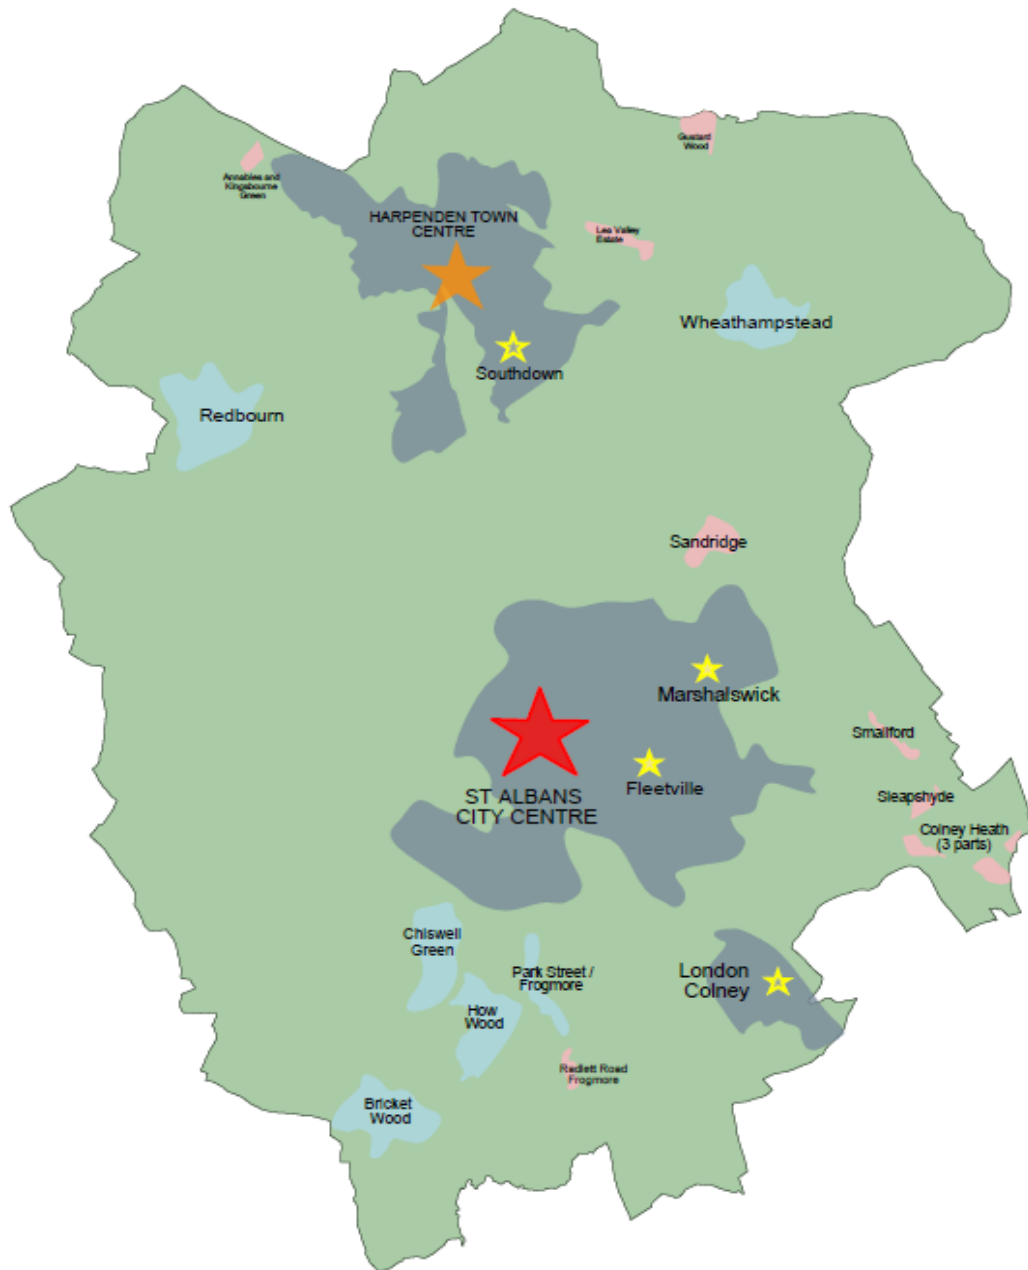 Gustard
Wood
Annables and
Kingsbourne
Green
HARPENDEN TOWN
CENTRE
Lea Valley
Estate
Wheathampstead
Southdown
Redbourn
Sandridge
Marshalswick
Smallford
Fleetville
ST ALBANS
CITY CENTRE
Sleapshyde
Colney Heath
(3 parts)
Chiswell
Green
Park Street /
Frogmore
London
Colney
How
Wood
Radlett Road
Frogmore
Bricket
Wood